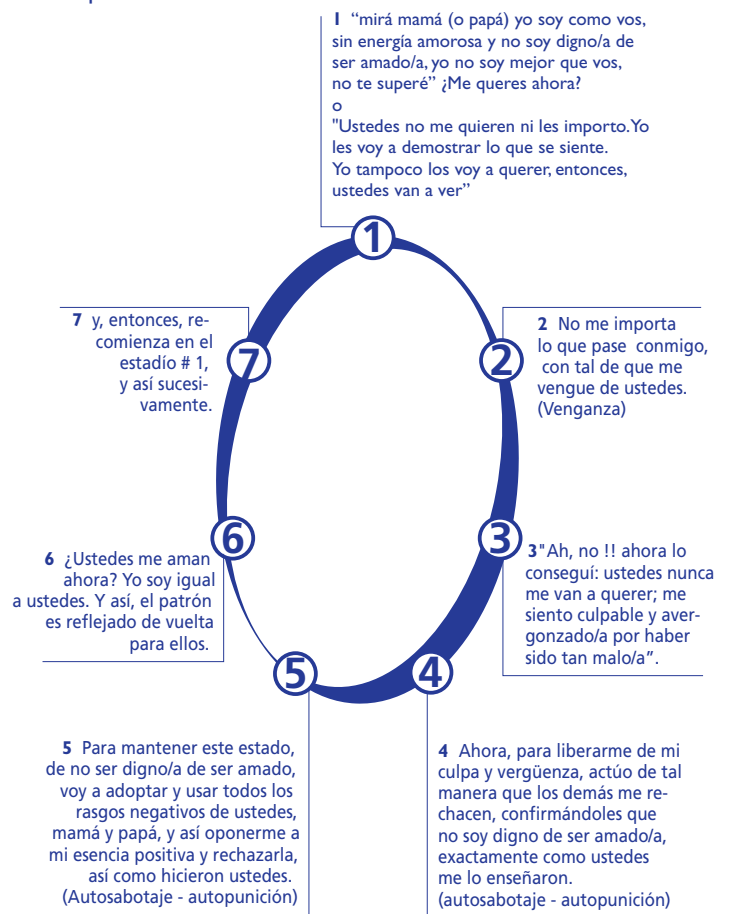 1 “mirá mamá (o papá) yo soy como vos,
sin energía amorosa y no soy digno/a de
ser amado/a, yo no soy mejor que vos,
no te superé” ¿Me queres ahora?
o
"Ustedes no me quieren ni les importo.Yo
les voy a demostrar lo que se siente.
Yo tampoco los voy a querer, entonces,
ustedes van a ver”
1
2 No me importa
lo que pase conmigo,
con tal de que me
vengue de ustedes.
(Venganza)
2
3"Ah, no !! ahora lo
conseguí: ustedes nunca
me van a querer; me
siento culpable y aver-
gonzado/a por haber
sido tan malo/a”.
3
4 Ahora, para liberarme de mi
culpa y vergüenza, actúo de tal
manera que los demás me re-
chacen, confirmándoles que
no soy digno de ser amado/a,
exactamente como ustedes
me lo enseñaron.
(autosabotaje - autopunición)
4
5 Para mantener este estado,
de no ser digno/a de ser amado,
voy a adoptar y usar todos los
rasgos negativos de ustedes,
mamá y papá, y así oponerme a
mi esencia positiva y rechazarla,
así como hicieron ustedes.
(Autosabotaje - autopunición)
5
6 ¿Ustedes me aman
ahora? Yo soy igual
a ustedes. Y así, el patrón
es reflejado de vuelta
para ellos.
6
7 y, entonces, re-
comienza en el
estadío # 1,
y así sucesi-
vamente.
7